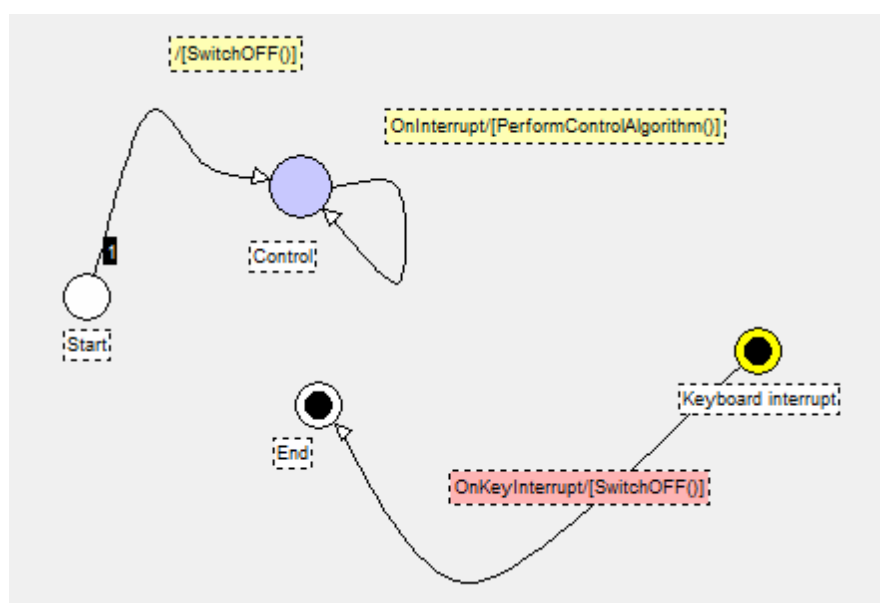 /[SwitchOFF()]
OnInterrupt/[PerformControlAlgorithm()]
1
Control
Start
Keyboard interrupt
End
OnKeyInterrupt/[SwitchOFF()]